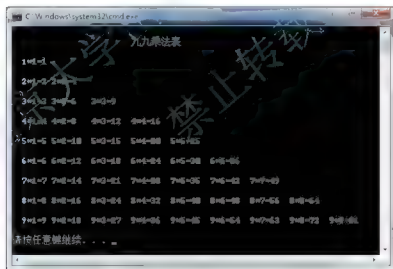 C:\Windows\system32\cmd.exe
九九乘法表
1*1=1
2*1=2 2*2=4
3*1=3 3*2=6 3*3=9
4*1=4 4*2=8 4*3=12 4*4=16
5*1=5 5*2=10 5*3=15 5*4=20 5*5=25
6*1=6 6*2=12 6*3=18 6*4=24 6*5=30 6*6=36
7*1=7 7*2=14 7*3=21 7*4=28 7*5=35 7*6=42 7*7=49
8*1=8 8*2=16 8*3=24 8*4=32 8*5=40 8*6=48 8*7=56 8*8=64
9*1=9 9*2=18 9*3=27 9*4=36 9*5=45 9*6=54 9*7=63 9*8=72 9*9=81
请按任意键继续. . .
禁止转载